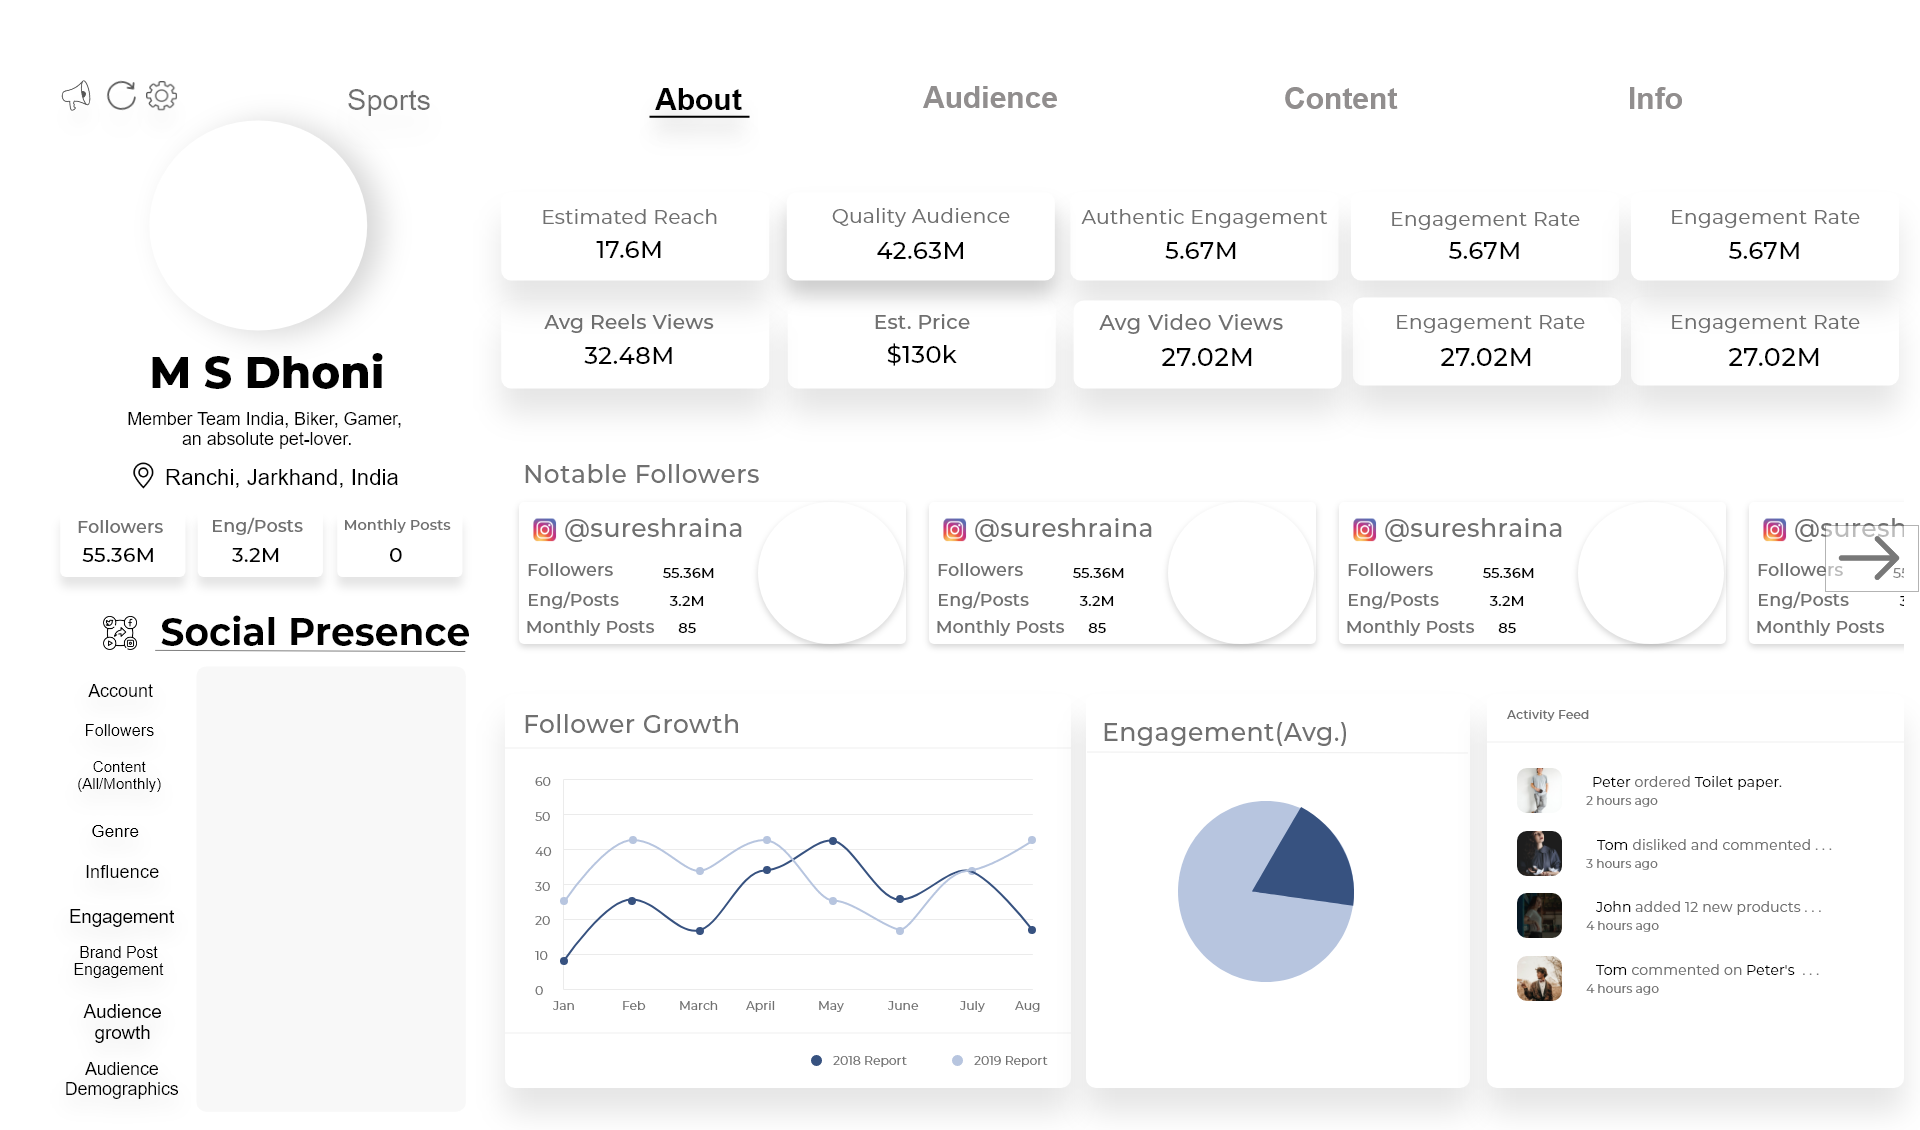 Sports
About
Audience
Content
Info
M S Dhoni
Member Team India, Biker, Gamer,
an absolute pet-lover.
Ranchi, Jarkhand, India
Followers
55.36M
Eng/Posts
3.2M
Monthly Posts
0
Social Presence
Account
Followers
Content
(All/Monthly)
Genre
Influence
Engagement
Brand Post
Engagement
Audience
growth
Audience
Demographics
Estimated Reach
17.6M
Quality Audience
42.63M
Authentic Engagement
5.67M
Engagement Rate
5.67M
Engagement Rate
5.67M
Avg Reels Views
32.48M
Est. Price
$130k
Avg Video Views
27.02M
Engagement Rate
27.02M
Engagement Rate
27.02M
Notable Followers
@sureshraina
Followers 55.36M
Eng/Posts 3.2M
Monthly Posts 85
@sureshraina
Followers 55.36M
Eng/Posts 3.2M
Monthly Posts 85
@sureshraina
Followers 55.36M
Eng/Posts 3.2M
Monthly Posts 85
@suresh
Followers
Eng/Posts
Monthly Posts
Follower Growth
60
50
40
30
20
10
0
Jan Feb March April May June July Aug
2018 Report 2019 Report
Engagement(Avg.)
Activity Feed
Peter ordered Toilet paper.
2 hours ago
Tom disliked and commented . . .
3 hours ago
John added 12 new products . . .
4 hours ago
Tom commented on Peter's . . .
4 hours ago